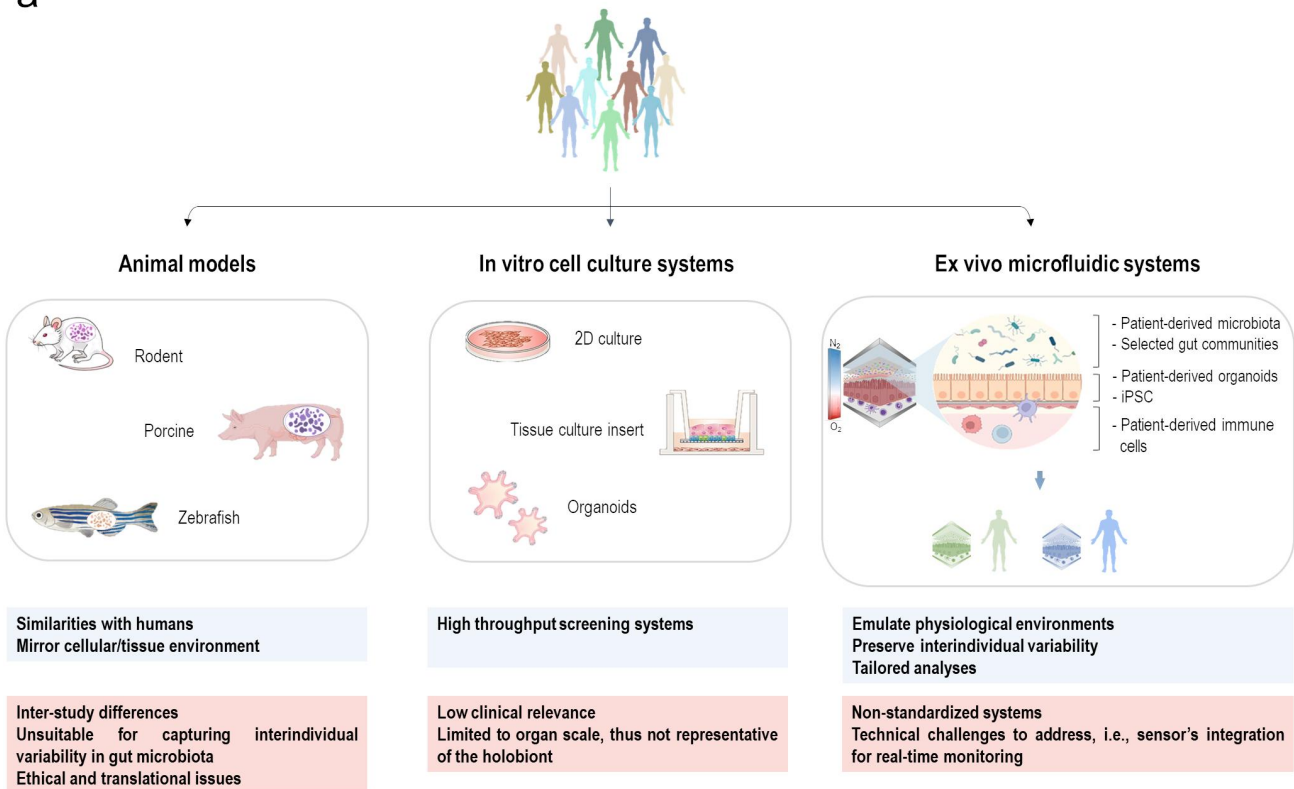 a
Animal models
In vitro cell culture systems
Ex vivo microfluidic systems
Rodent
Porcine
Zebrafish
2D culture
Tissue culture insert
Organoids
N2
O2
- Patient-derived microbiota
- Selected gut communities
- Patient-derived organoids
- iPSC
- Patient-derived immune
cells
Similarities with humans
Mirror cellular/tissue environment
High throughput screening systems
Emulate physiological environments
Preserve interindividual variability
Tailored analyses
Inter-study differences
Unsuitable for capturing interindividual
variability in gut microbiota
Ethical and translational issues
Low clinical relevance
Limited to organ scale, thus not representative
of the holobiont
Non-standardized systems
Technical challenges to address, i.e., sensor's integration
for real-time monitoring